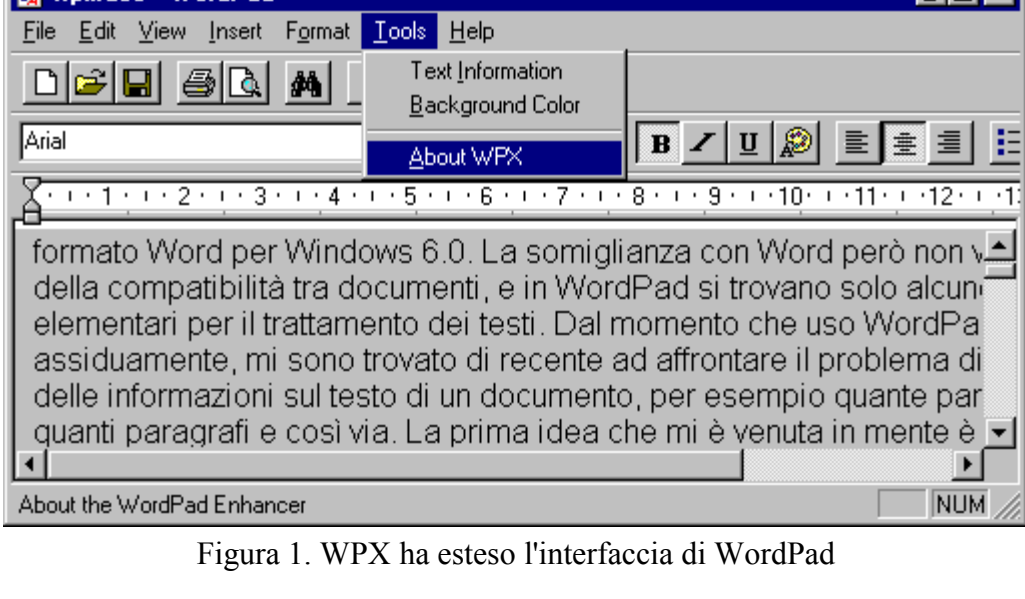 File Edit View Insert Format Tools Help
Text Information
Background Color
About WPX
Arial
B I U A
1 2 3 4 5 6 7 8 9 10 11 12
formato Word per Windows 6.0. La somiglianza con Word però non
della compatibilità tra documenti, e in WordPad si trovano solo
elementari per il trattamento dei testi. Dal momento che uso
assiduamente, mi sono trovato di recente ad affrontare il problema di
delle informazioni sul testo di un documento, per esempio quante
quanti paragrafi e così via. La prima idea che mi è venuta in mente è
About the WordPad Enhancer NUM
Figura 1. WPX ha esteso l'interfaccia di WordPad